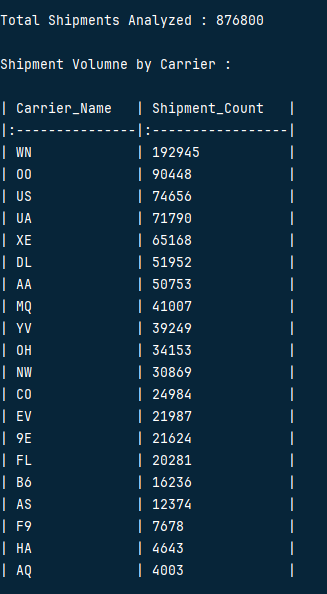 Total Shipments Analyzed : 876800
Shipment Volumne by Carrier :
| Carrier_Name   | Shipment_Count   |
|:---------------|:-----------------|
| WN             | 192945           |
| OO             | 90448            |
| US             | 74656            |
| UA             | 71790            |
| XE             | 65168            |
| DL             | 51952            |
| AA             | 50753            |
| MQ             | 41007            |
| YV             | 39249            |
| OH             | 34153            |
| NW             | 30869            |
| CO             | 24984            |
| EV             | 21987            |
| 9E             | 21624            |
| FL             | 20281            |
| B6             | 16236            |
| AS             | 12374            |
| F9             | 7678             |
| HA             | 4643             |
| AQ             | 4003             |